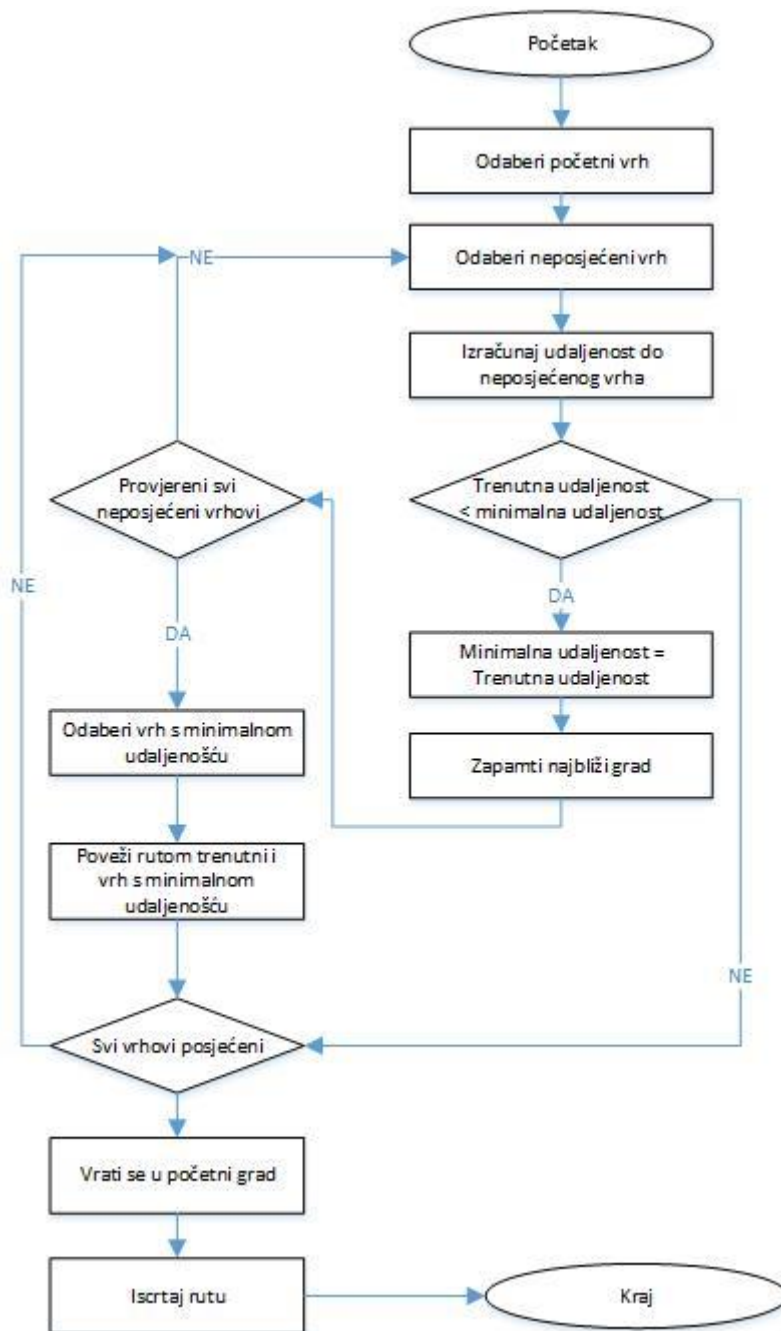 Početak
Odaberi početni vrh
NE
Odaberi neposjećeni vrh
Izračunaj udaljenost do
neposjećenog vrha
Provjereni svi
neposjećeni vrhovi
Trenutna udaljenost
< minimalna udaljenost
NE
DA
DA
Minimalna udaljenost =
Trenutna udaljenost
Odaberi vrh s minimalnom
udaljenošću
Zapamti najbliži grad
Poveži rutom trenutni i
vrh s minimalnom
udaljenošću
NE
Svi vrhovi posjećeni
Vrati se u početni grad
Iscrtaj rutu
Kraj